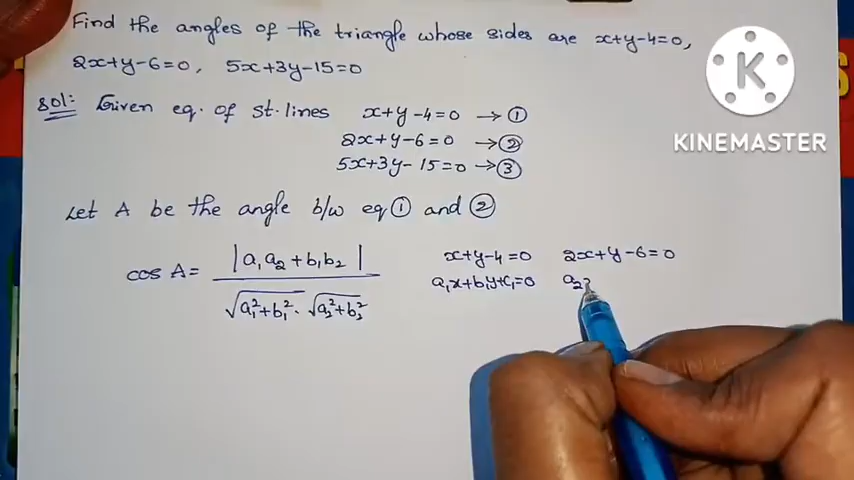 Find the angles of the triangle whose sides are x+y-4=0,
2x+y-6=0, 5x+3y-15=0
Sol: Given eq. of st. lines x+y-4=0 → ①
2x+y-6=0 → ②
5x+3y-15=0 → ③
Let A be the angle b/w eq ① and ②
cos A = |a₁a₂+b₁b₂| / √a₁²+b₁² . √a₂²+b₂²
x+y-4=0 2x+y-6=0
a₁x+b₁y+c₁=0 a₂
KINEMASTER